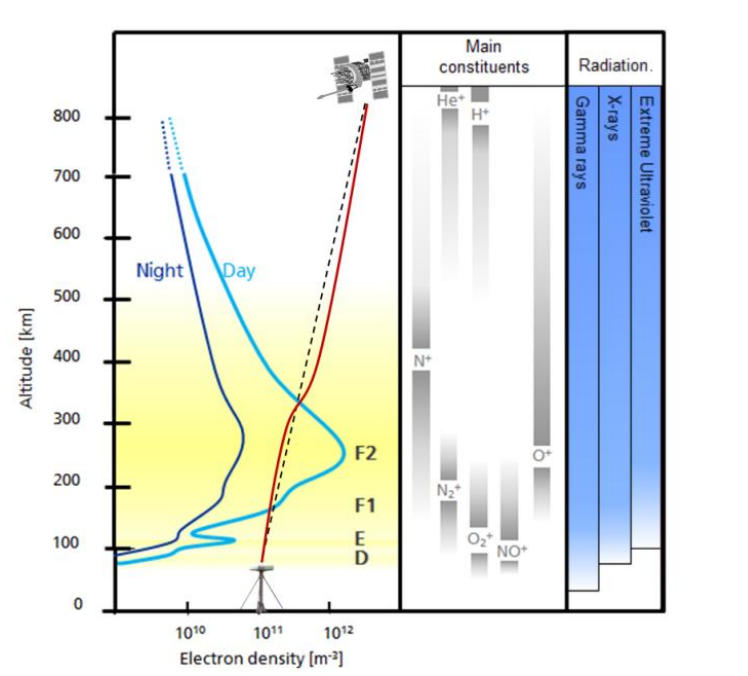 Main
constituents
Radiation.
800
700
600
500
400
300
200
100
0
Altitude [km]
Night
Day
F2
F1
E
D
10¹⁰
10¹¹
10¹²
Electron density [m⁻³]
He⁺
H⁺
N⁺
O⁺
N₂⁺
O₂⁺
NO⁺
Gamma rays
X-rays
Extreme Ultraviolet